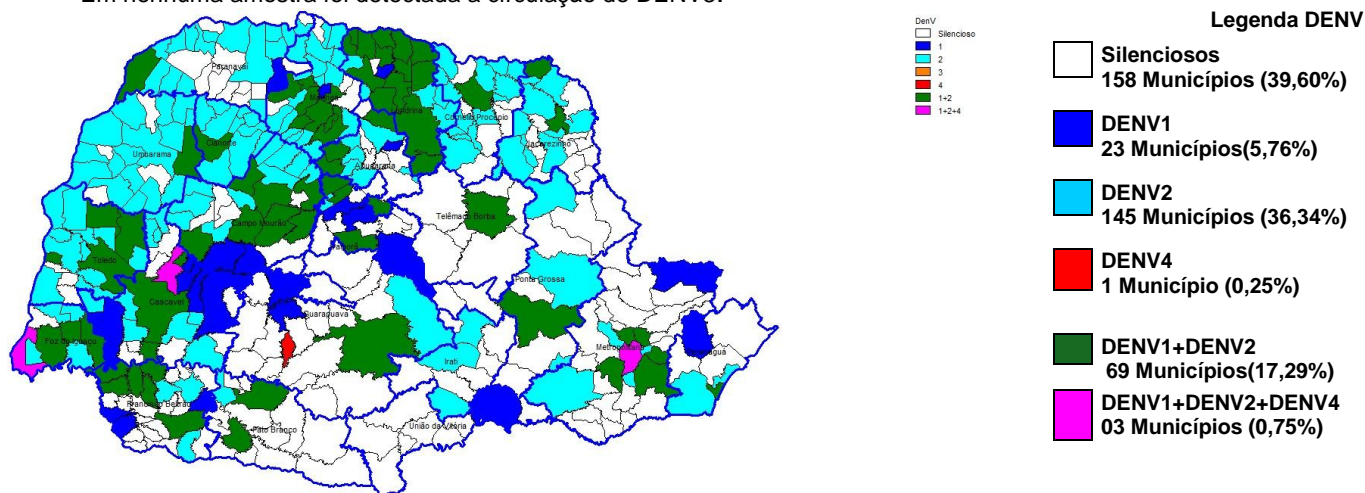 Em nenhuma amostra foi detectada a circulação do DENV3.
DenV
Silencioso
1
2
3
4
1+2
1+2+4
Legenda DENV
Silenciosos
158 Municípios (39,60%)
DENV1
23 Municípios(5,76%)
DENV2
145 Municípios (36,34%)
DENV4
1 Município (0,25%)
DENV1+DENV2
69 Municípios(17,29%)
DENV1+DENV2+DENV4
03 Municípios (0,75%)
Paranavaí
Maringá
Londrina
Cornélio Procópio
Jacarezinho
Umuarama
Cianorte
Apucarana
Campo Mourão
Telêmaco Borba
Ivaiporã
Toledo
Cascavel
Ponta Grossa
Guarapuava
Foz do Iguaçu
Irati
Metropolitana
Paranaguá
Francisco Beltrão
Pato Branco
União da Vitória